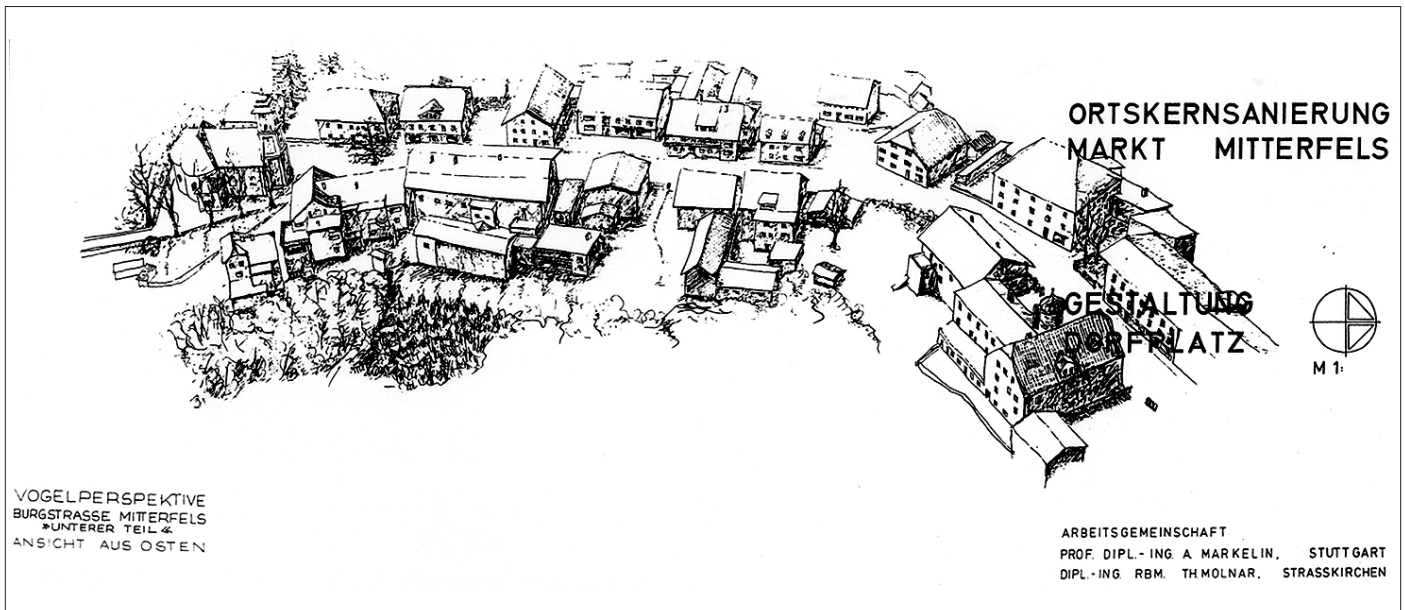 ORTSKERNSANIERUNG
MARKT MITTERFELS
GESTALTUNG
DORFPLATZ
M 1:
VOGELPERSPEKTIVE
BURGSTRASSE MITTERFELS
»UNTERER TEIL«
ANSICHT AUS OSTEN
ARBEITSGEMEINSCHAFT
PROF. DIPL.-ING. A. MARKELIN, STUTTGART
DIPL.-ING. RBM. TH.MOLNAR, STRASSKIRCHEN